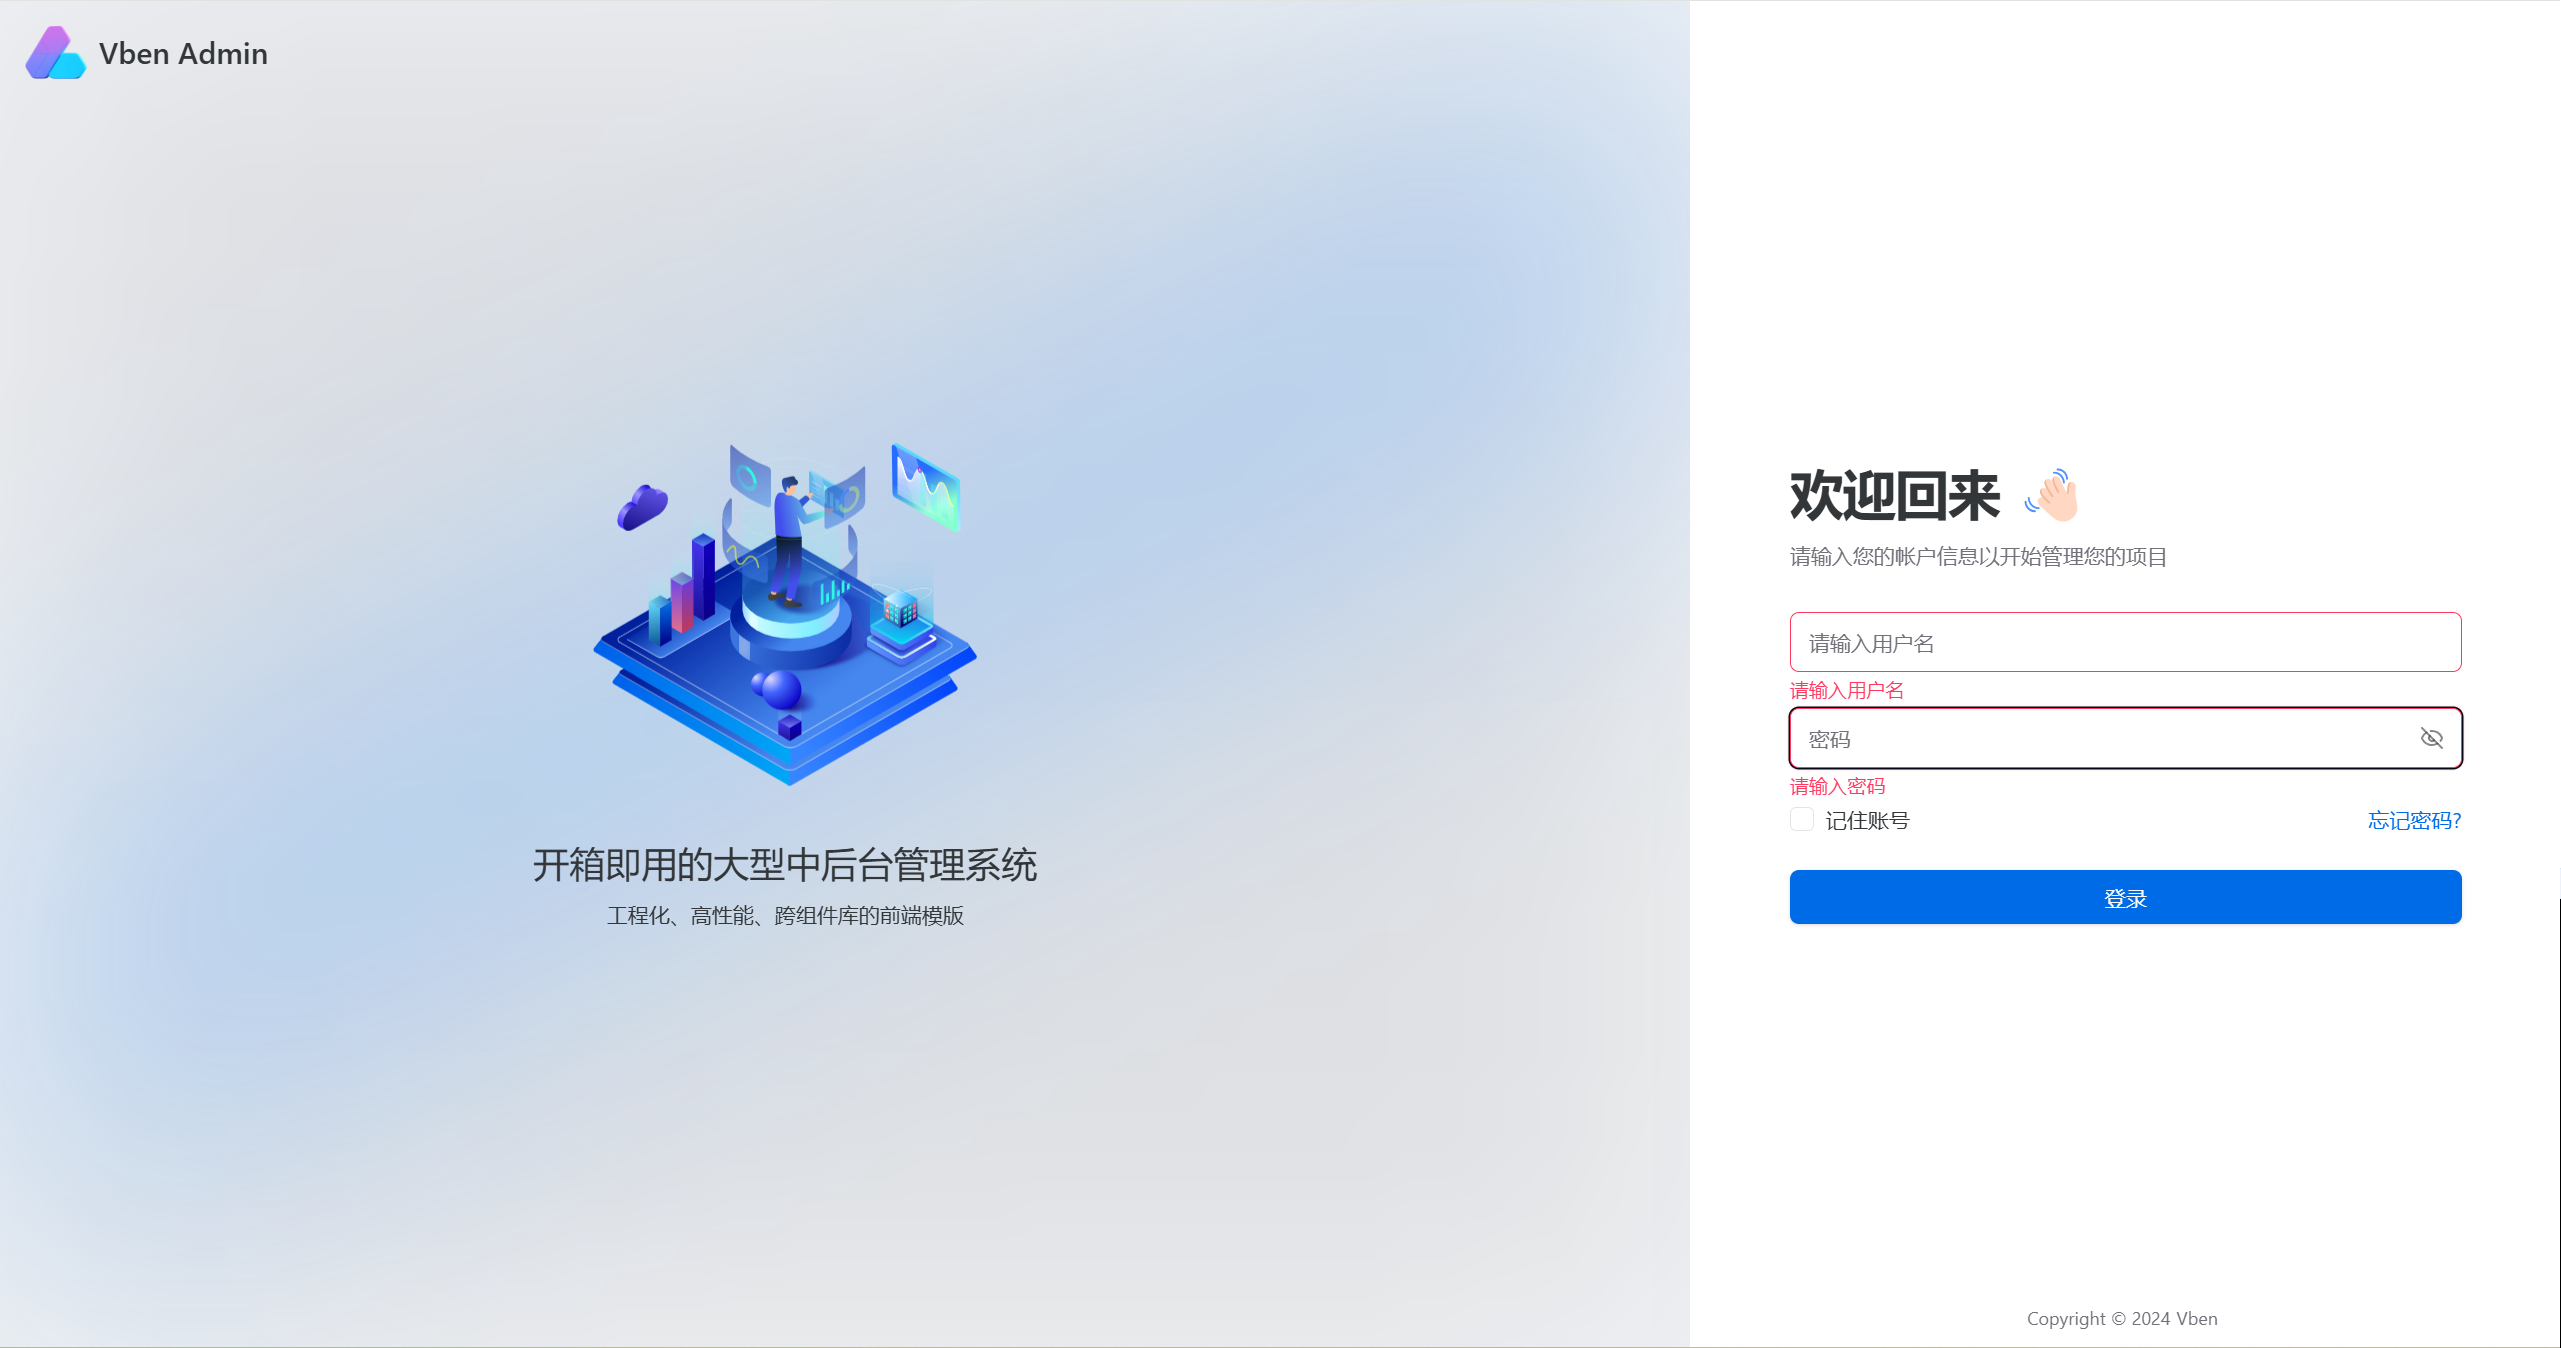 Vben Admin
开箱即用的大型中后台管理系统
工程化、高性能、跨组件库的前端模版
欢迎回来 👋🏻
请输入您的帐户信息以开始管理您的项目
请输入用户名
请输入用户名
密码
请输入密码
记住账号
忘记密码?
登录
Copyright © 2024 Vben